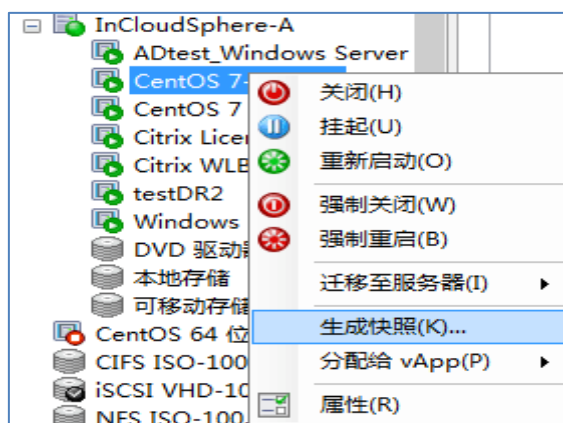 InCloudSphere-A
ADtest_Windows Server
CentOS 7-
关闭(H)
CentOS 7
挂起(U)
Citrix Licen
重新启动(O)
Citrix WLB
testDR2
强制关闭(W)
Windows
强制重启(B)
DVD 驱动器
本地存储
迁移至服务器(I)
可移动存储
生成快照(K)...
CentOS 64 位
分配给 vApp(P)
CIFS ISO-100
iSCSI VHD-10
属性(R)
NFS ISO-100